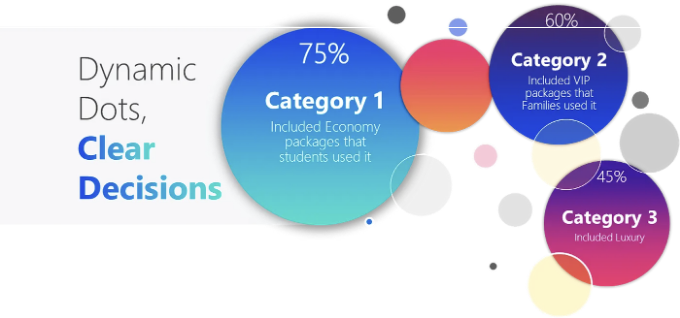 Dynamic
Dots,
Clear
Decisions
75%
Category 1
Included Economy
packages that
students used it
60%
Category 2
Included VIP
packages that
Families used it
45%
Category 3
Included Luxury